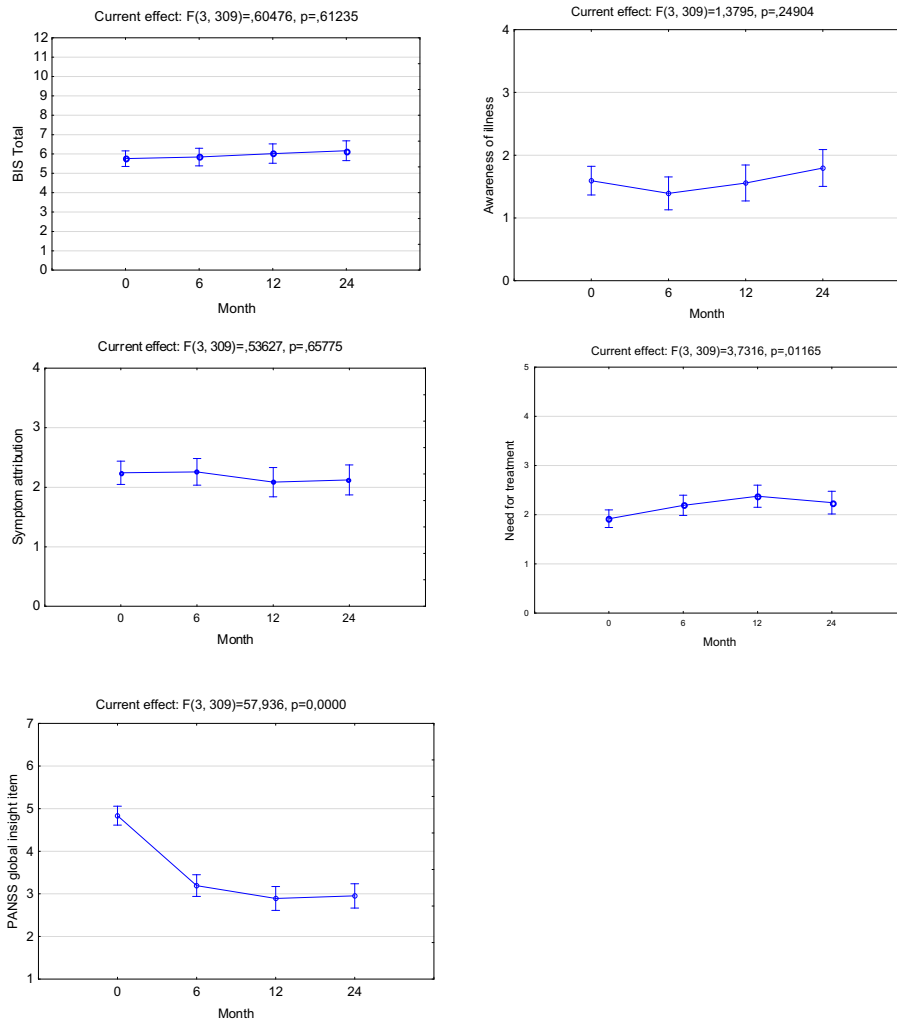 Current effect: F(3, 309)=,60476, p=,61235
BIS Total
12
11
10
9
8
7
6
5
4
3
2
1
0
0 6 12 24
Month
Current effect: F(3, 309)=1,3795, p=,24904
Awareness of illness
4
3
2
1
0
0 6 12 24
Month
Current effect: F(3, 309)=,53627, p=,65775
Symptom attribution
4
3
2
1
0
0 6 12 24
Month
Current effect: F(3, 309)=3,7316, p=,01165
Need for treatment
5
4
3
2
1
0
0 6 12 24
Month
Current effect: F(3, 309)=57,936, p=0,0000
PANSS global insight item
7
6
5
4
3
2
1
0 6 12 24
Month